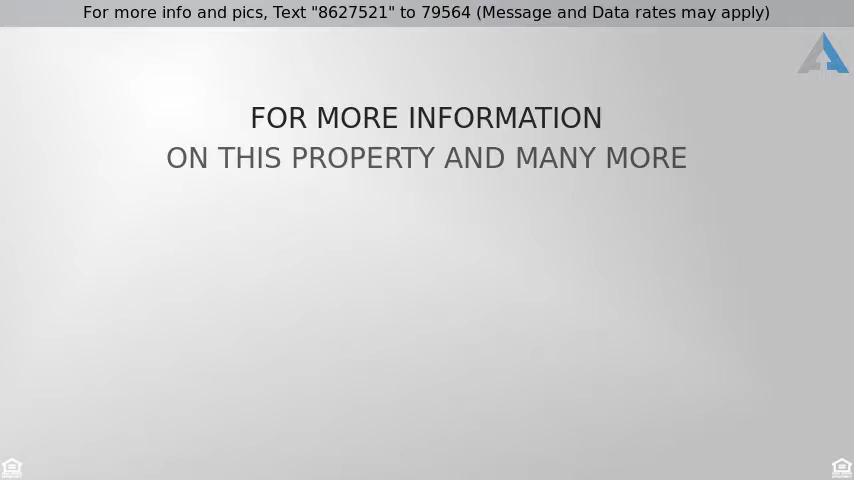 For more info and pics, Text "8627521" to 79564 (Message and Data rates may apply)
FOR MORE INFORMATION
ON THIS PROPERTY AND MANY MORE